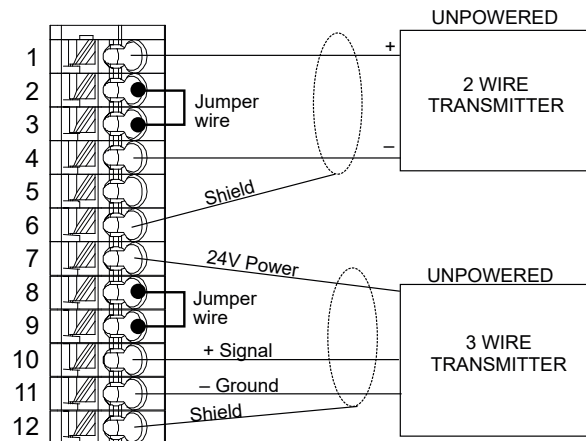 UNPOWERED
1
+
2
2 WIRE
TRANSMITTER
Jumper
wire
3
4
–
5
Shield
6
7
24V Power
UNPOWERED
8
Jumper
wire
9
3 WIRE
TRANSMITTER
10
+ Signal
11
– Ground
Shield
12